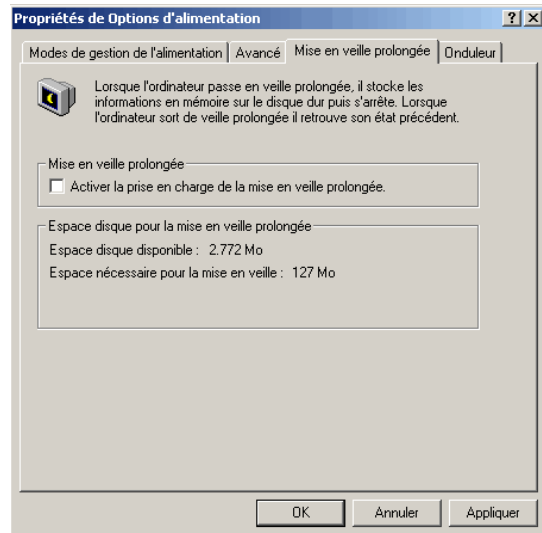 Propriétés de Options d'alimentation
Modes de gestion de l'alimentation Avancé Mise en veille prolongée Onduleur
Lorsque l'ordinateur passe en veille prolongée, il stocke les
informations en mémoire sur le disque dur puis s'arrête. Lorsque
l'ordinateur sort de veille prolongée il retrouve son état précédent.
Mise en veille prolongée
Activer la prise en charge de la mise en veille prolongée.
Espace disque pour la mise en veille prolongée
Espace disque disponible : 2.772 Mo
Espace nécessaire pour la mise en veille : 127 Mo
OK Annuler Appliquer